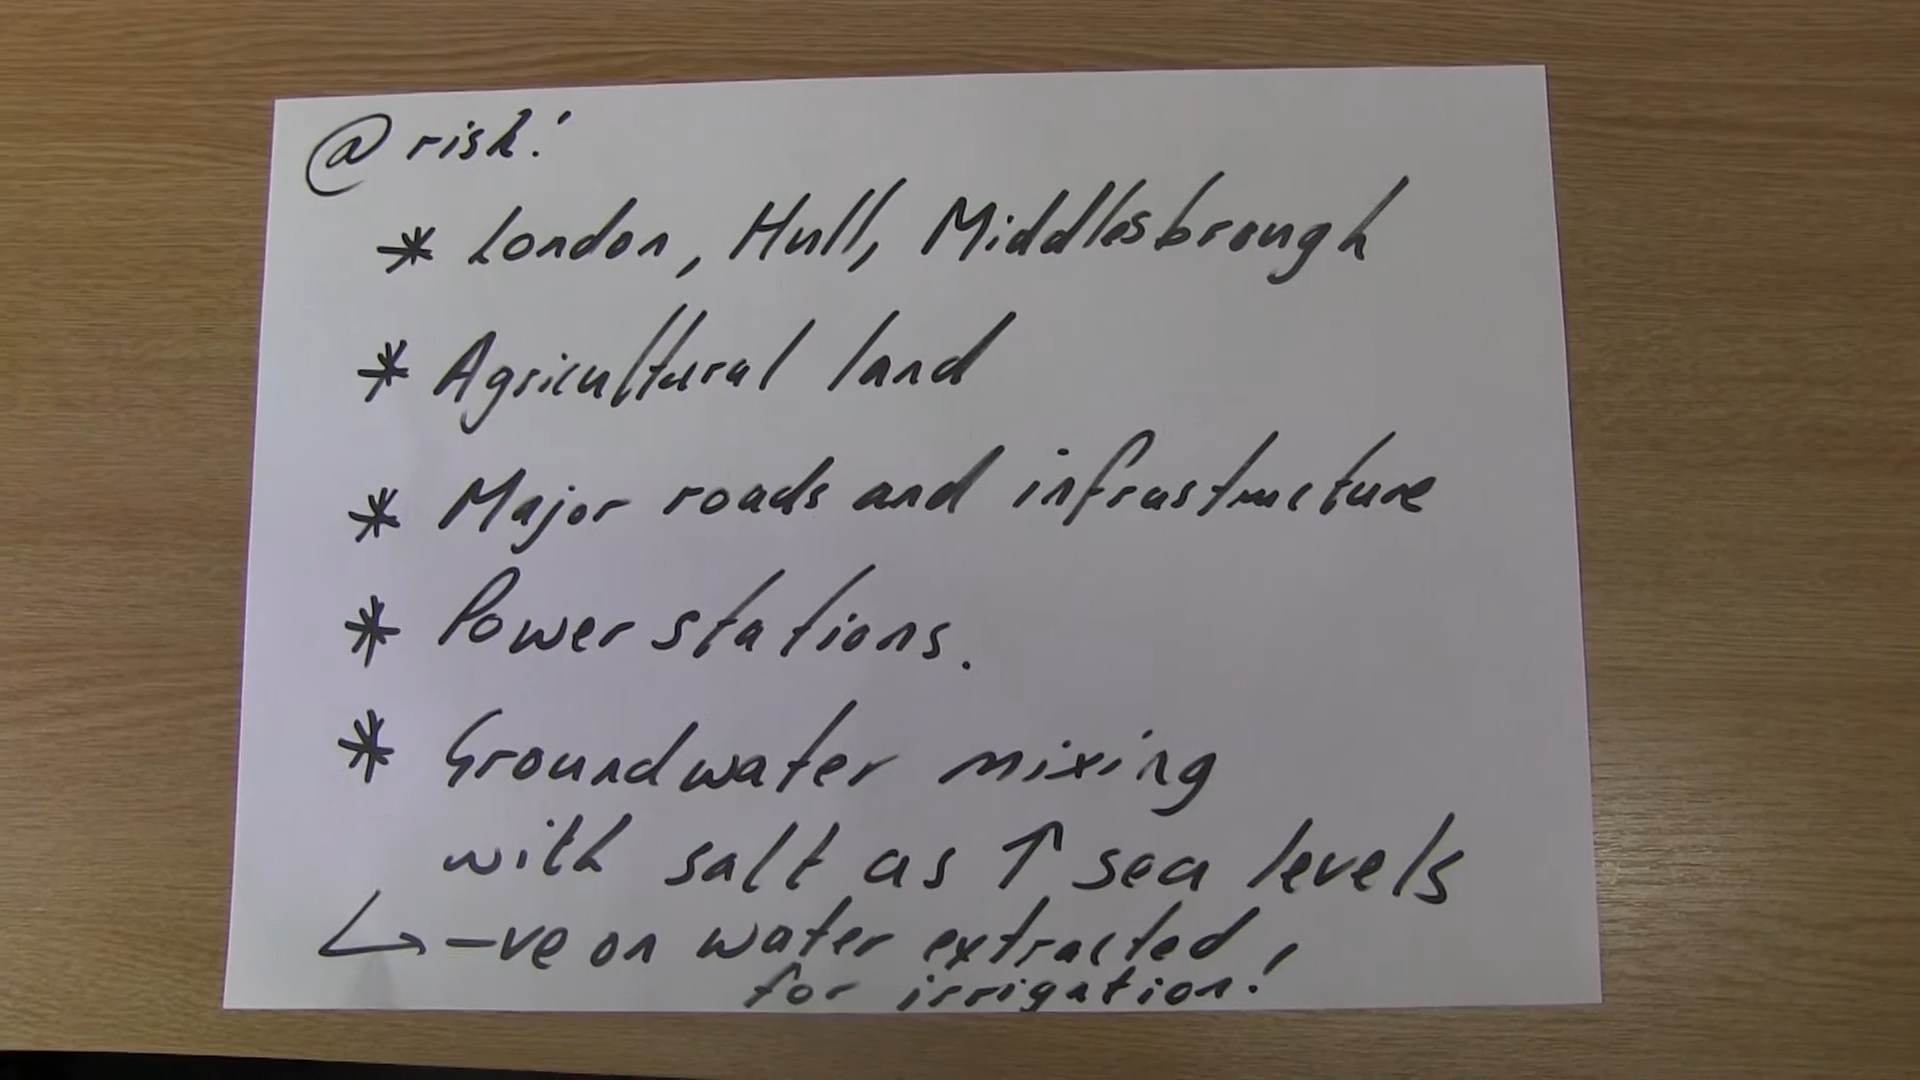 @ risk!
* London, Hull, Middlesbrough
* Agricultural land
* Major roads and infrastructure
* Power stations.
* Groundwater mixing
with salt as ↑ sea levels
↳ -ve on water extracted
for irrigation!